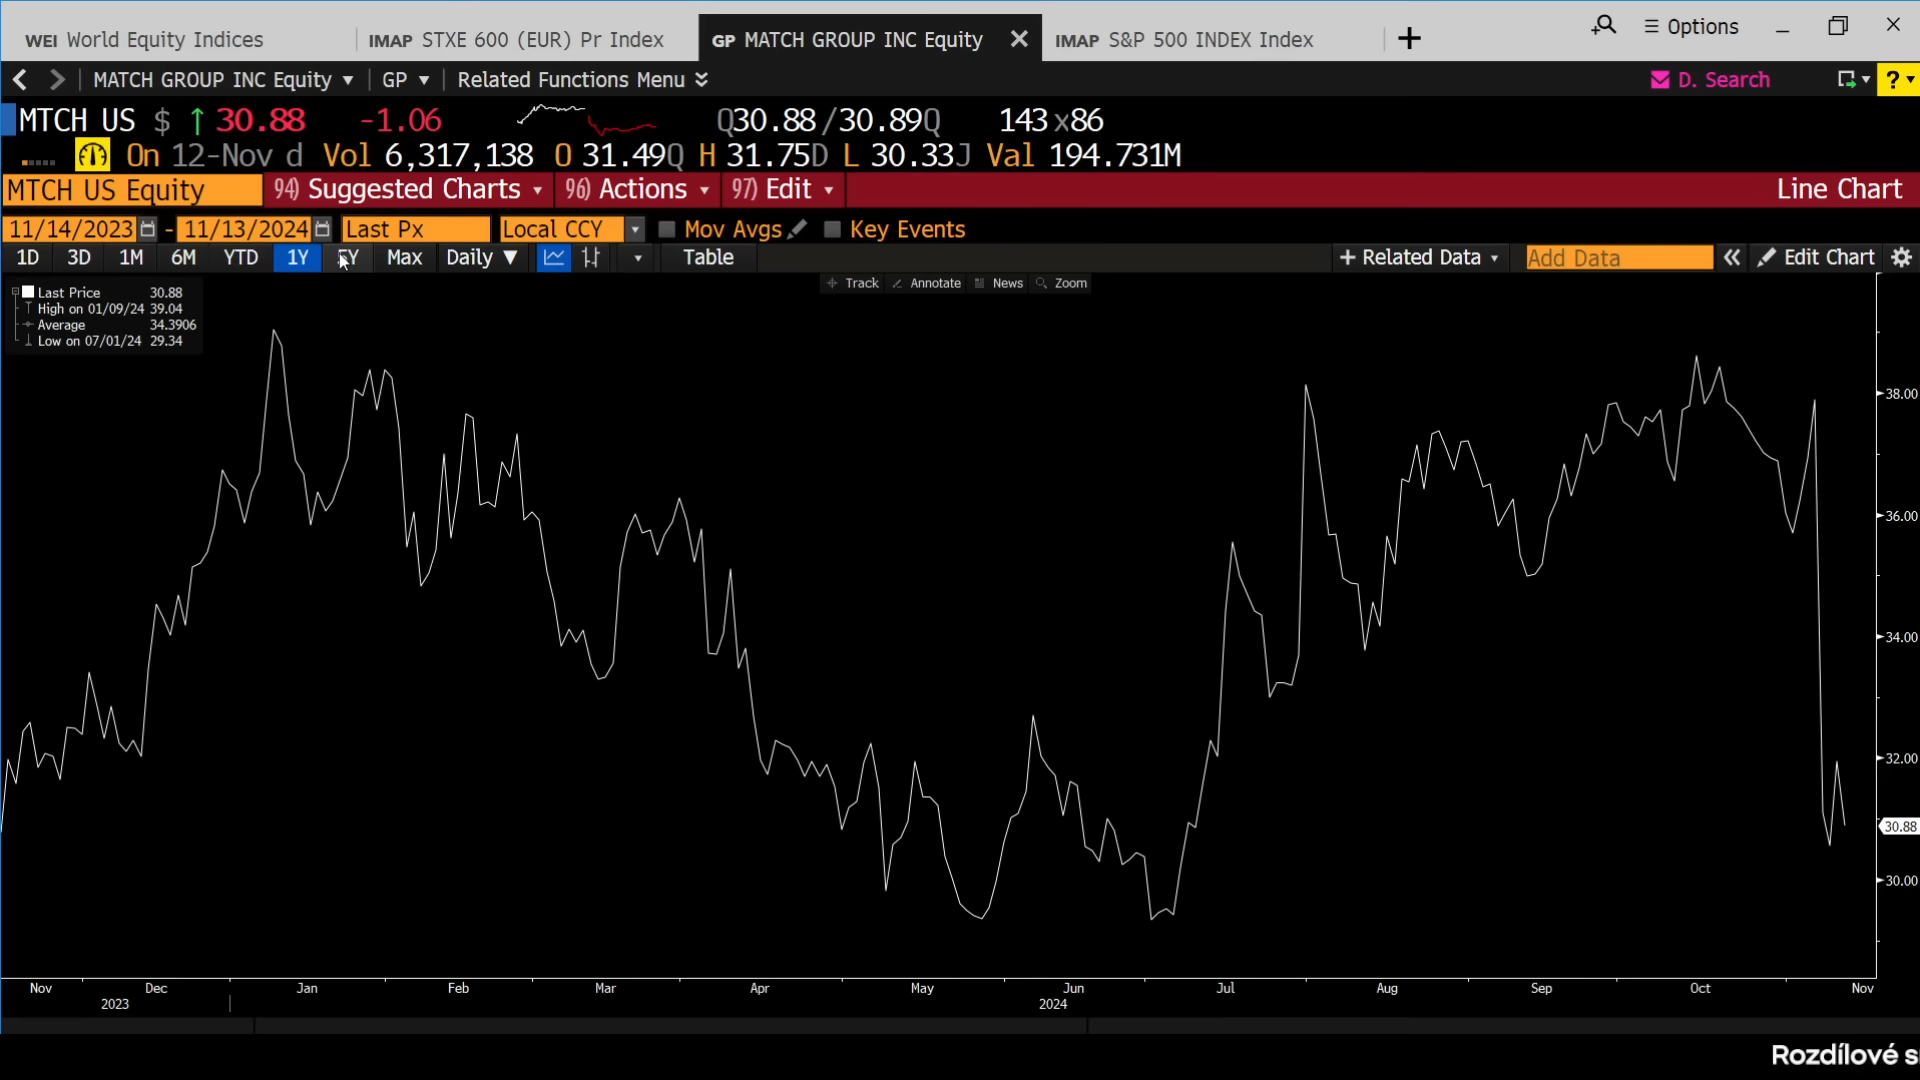 WEI World Equity Indices
IMAP STXE 600 (EUR) Pr Index
GP MATCH GROUP INC Equity
IMAP S&P 500 INDEX Index
Options
MATCH GROUP INC Equity
GP
Related Functions Menu
D. Search
?
MTCH US $ ↑ 30.88 -1.06 Q30.88/30.89Q 143x86
On 12-Nov d Vol 6,317,138 O 31.49Q H 31.75D L 30.33J Val 194.731M
MTCH US Equity
94) Suggested Charts
96) Actions
97) Edit
Line Chart
11/14/2023 - 11/13/2024
Last Px
Local CCY
Mov Avgs
Key Events
1D 3D 1M 6M YTD 1Y 5Y Max Daily ▼
Table
+ Related Data
Add Data
« Edit Chart
Track Annotate News Zoom
Last Price 30.88
High on 01/09/24 39.04
Average 34.3906
Low on 07/01/24 29.34
38.00
36.00
34.00
32.00
30.88
30.00
Nov Dec Jan Feb Mar Apr May Jun Jul Aug Sep Oct Nov
2023 2024
Rozdílové s